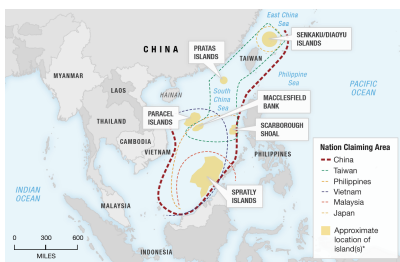 East China
Sea
SENKAKU/DIAOYU
ISLANDS
CHINA
PRATAS
ISLANDS
TAIWAN
MYANMAR
Philippine
Sea
PACIFIC
OCEAN
LAOS
HAINAN
South
China
Sea
MACCLESFIELD
BANK
PARACEL
ISLANDS
THAILAND
SCARBOROUGH
SHOAL
CAMBODIA
VIETNAM
PHILIPPINES
Nation Claiming Area
China
Taiwan
Philippines
Vietnam
Malaysia
Japan
Approximate
location of
island(s)*
SPRATLY
ISLANDS
INDIAN
OCEAN
MALAYSIA
0 300 600
MILES
INDONESIA